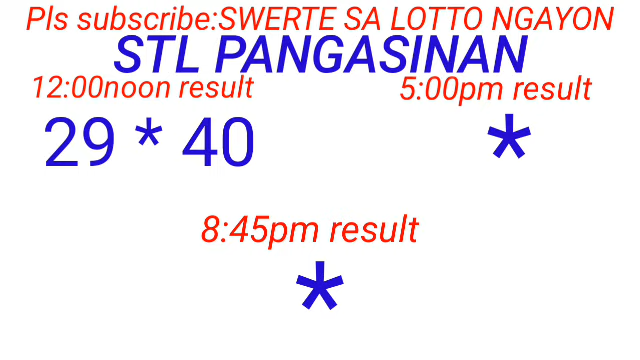 Pls subscribe:SWERTE SA LOTTO NGAYON
STL PANGASINAN
12:00noon result
5:00pm result
29 * 40
*
8:45pm result
*